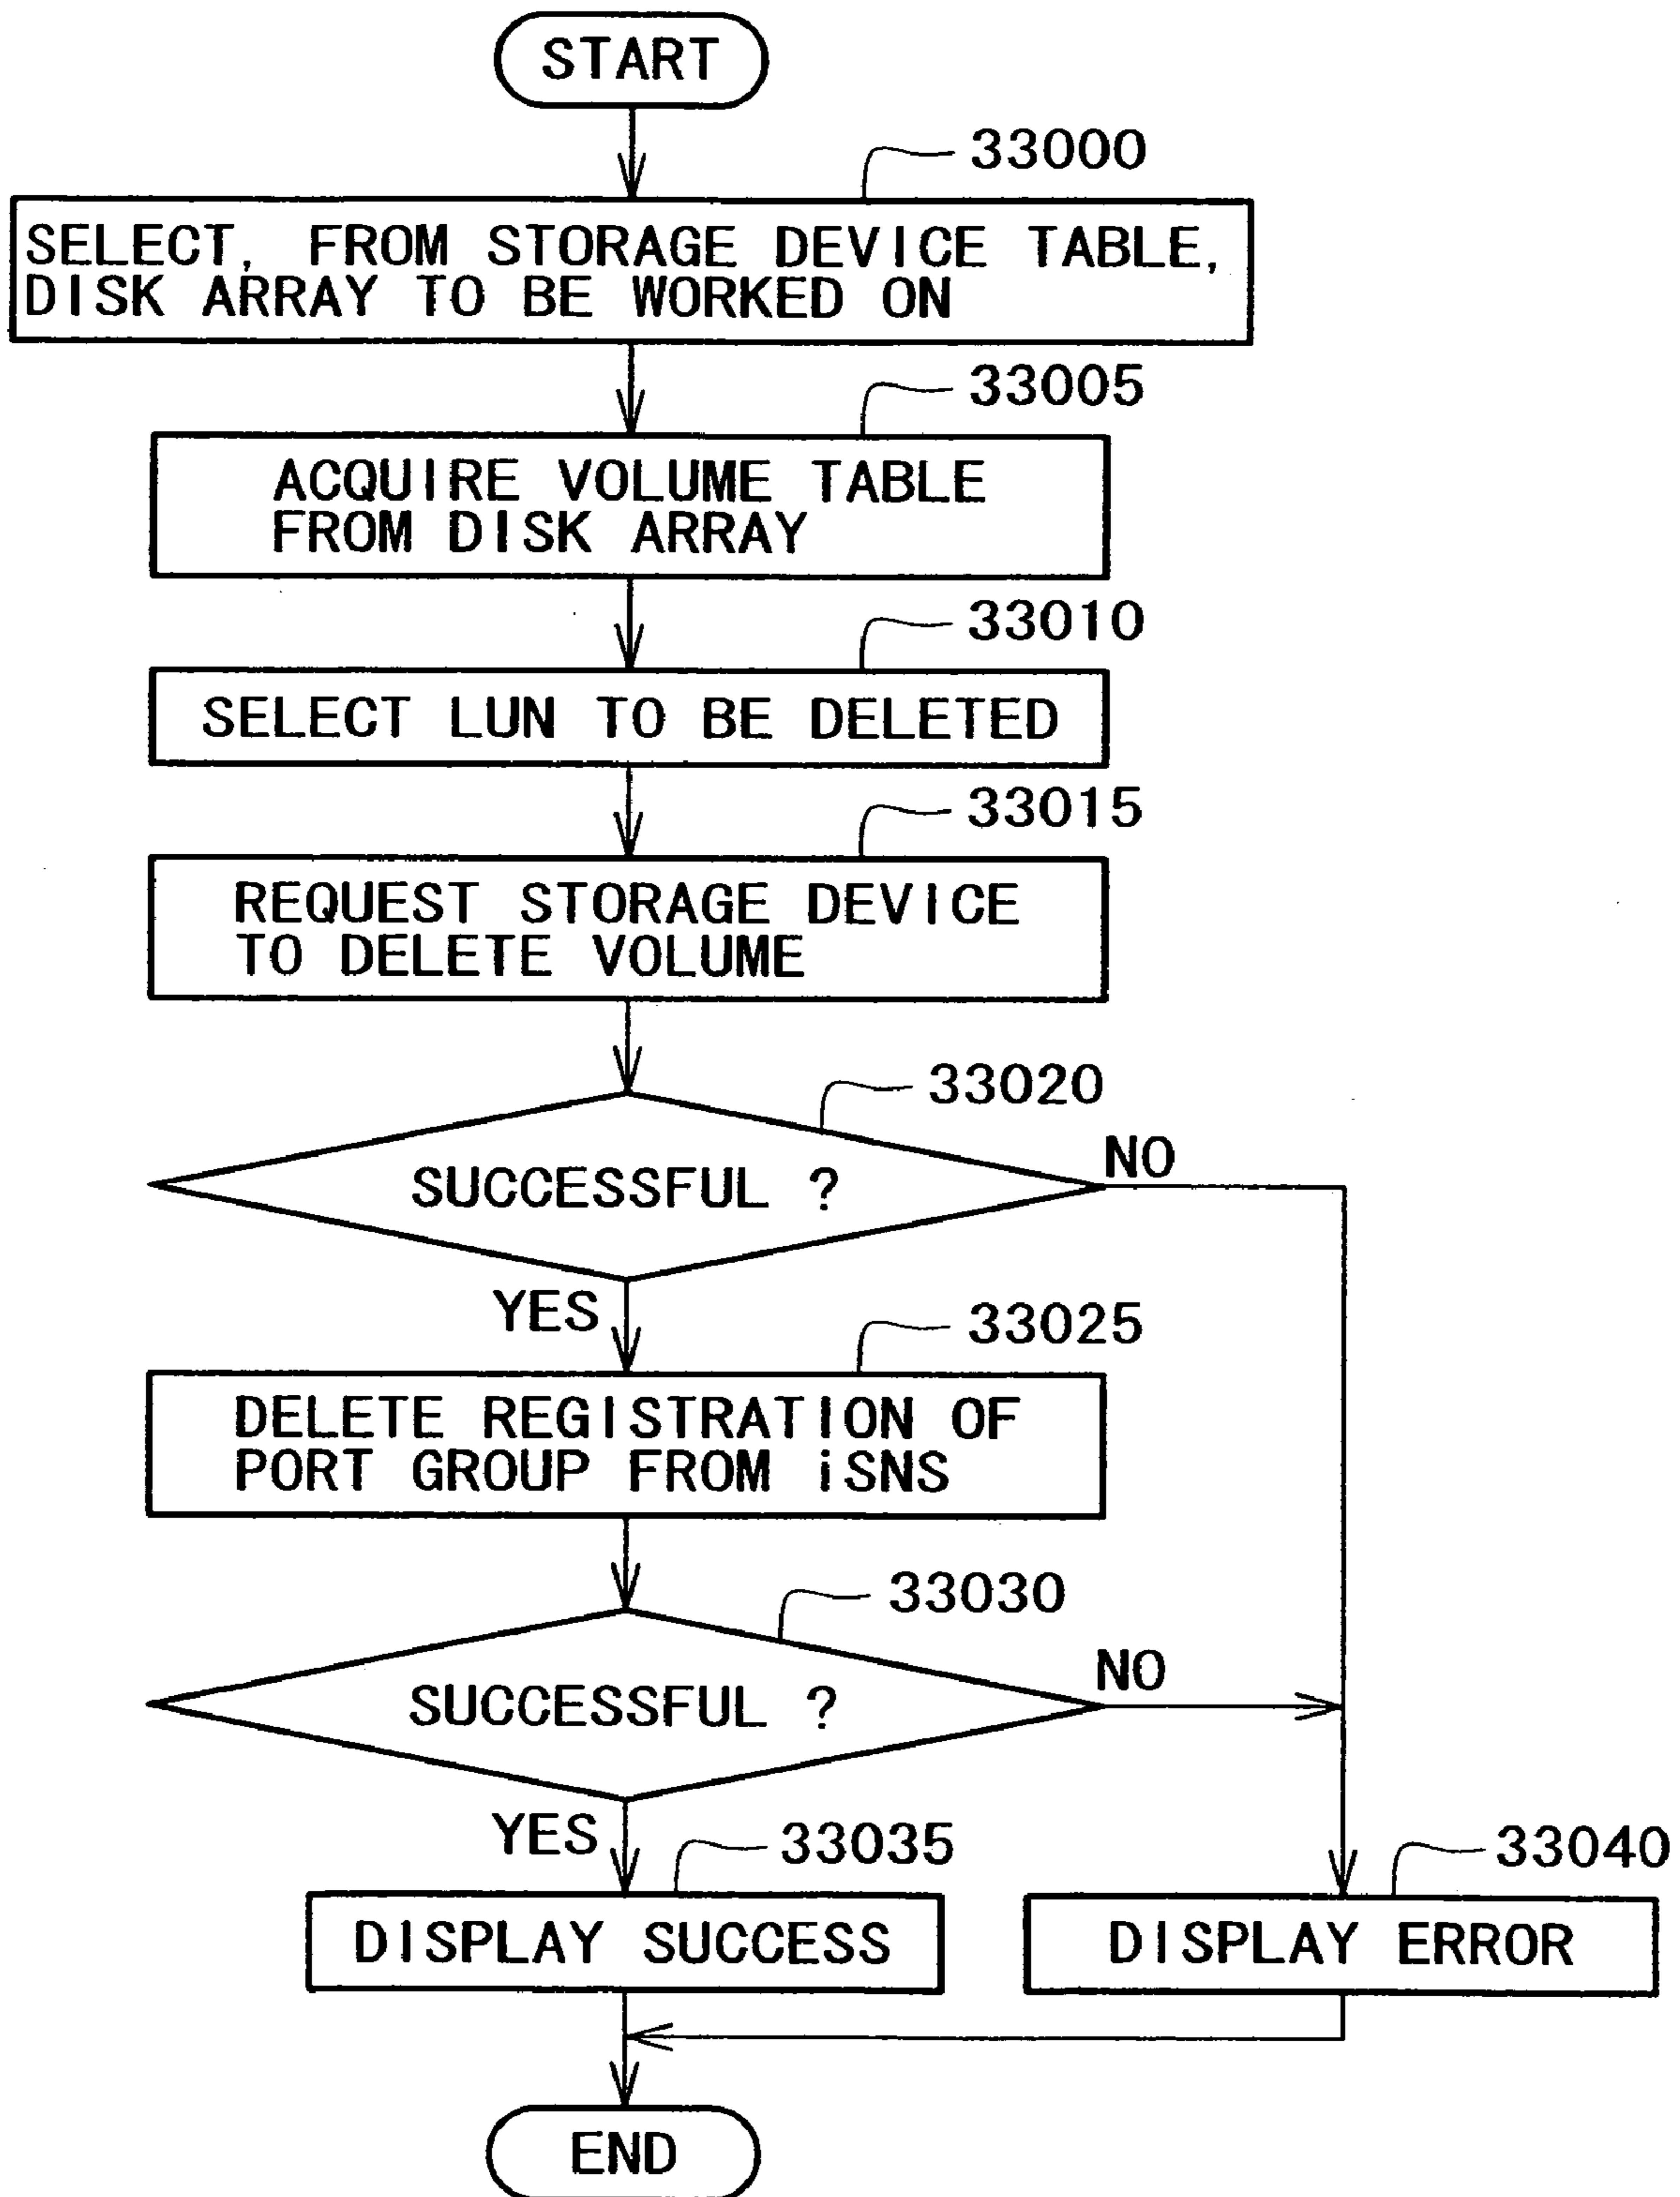 START
33000
SELECT, FROM STORAGE DEVICE TABLE,
DISK ARRAY TO BE WORKED ON
33005
ACQUIRE VOLUME TABLE
FROM DISK ARRAY
33010
SELECT LUN TO BE DELETED
33015
REQUEST STORAGE DEVICE
TO DELETE VOLUME
33020
SUCCESSFUL ?
NO
YES
33025
DELETE REGISTRATION OF
PORT GROUP FROM iSNS
33030
SUCCESSFUL ?
NO
YES
33035
DISPLAY SUCCESS
33040
DISPLAY ERROR
END